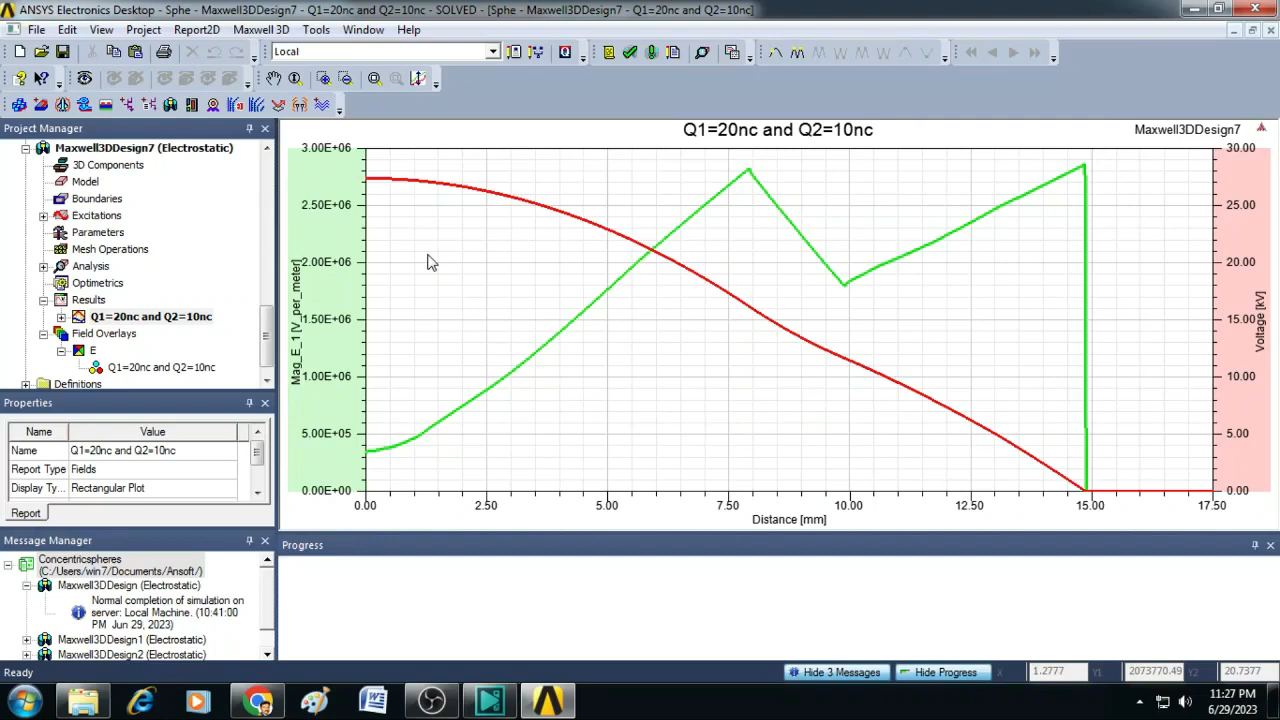 ANSYS Electronics Desktop - Sphe - Maxwell3DDesign7 - Q1=20nc and Q2=10nc - SOLVED - [Sphe - Maxwell3DDesign7 - Q1=20nc and Q2=10nc]
File Edit View Project Report2D Maxwell 3D Tools Window Help
Local
Project Manager
Maxwell3DDesign7 (Electrostatic)
3D Components
Model
Boundaries
Excitations
Parameters
Mesh Operations
Analysis
Optimetrics
Results
Q1=20nc and Q2=10nc
Field Overlays
E
Q1=20nc and Q2=10nc
Definitions
Properties
Name Value
Name Q1=20nc and Q2=10nc
Report Type Fields
Display Ty... Rectangular Plot
Report
Message Manager
Concentricspheres
(C:/Users/win7/Documents/Ansoft/)
Maxwell3DDesign (Electrostatic)
Normal completion of simulation on
server: Local Machine. (10:41:00
PM Jun 29, 2023)
Maxwell3DDesign1 (Electrostatic)
Maxwell3DDesign2 (Electrostatic)
Q1=20nc and Q2=10nc
Maxwell3DDesign7
3.00E+06
2.50E+06
2.00E+06
1.50E+06
1.00E+06
5.00E+05
0.00E+00
Mag_E_1 [V_per_meter]
30.00
25.00
20.00
15.00
10.00
5.00
0.00
Voltage [kV]
0.00 2.50 5.00 7.50 10.00 12.50 15.00 17.50
Distance [mm]
Progress
Ready
Hide 3 Messages
Hide Progress
X 1.2777 Y1 2073770.49 Y2 20.7377
11:27 PM
6/29/2023